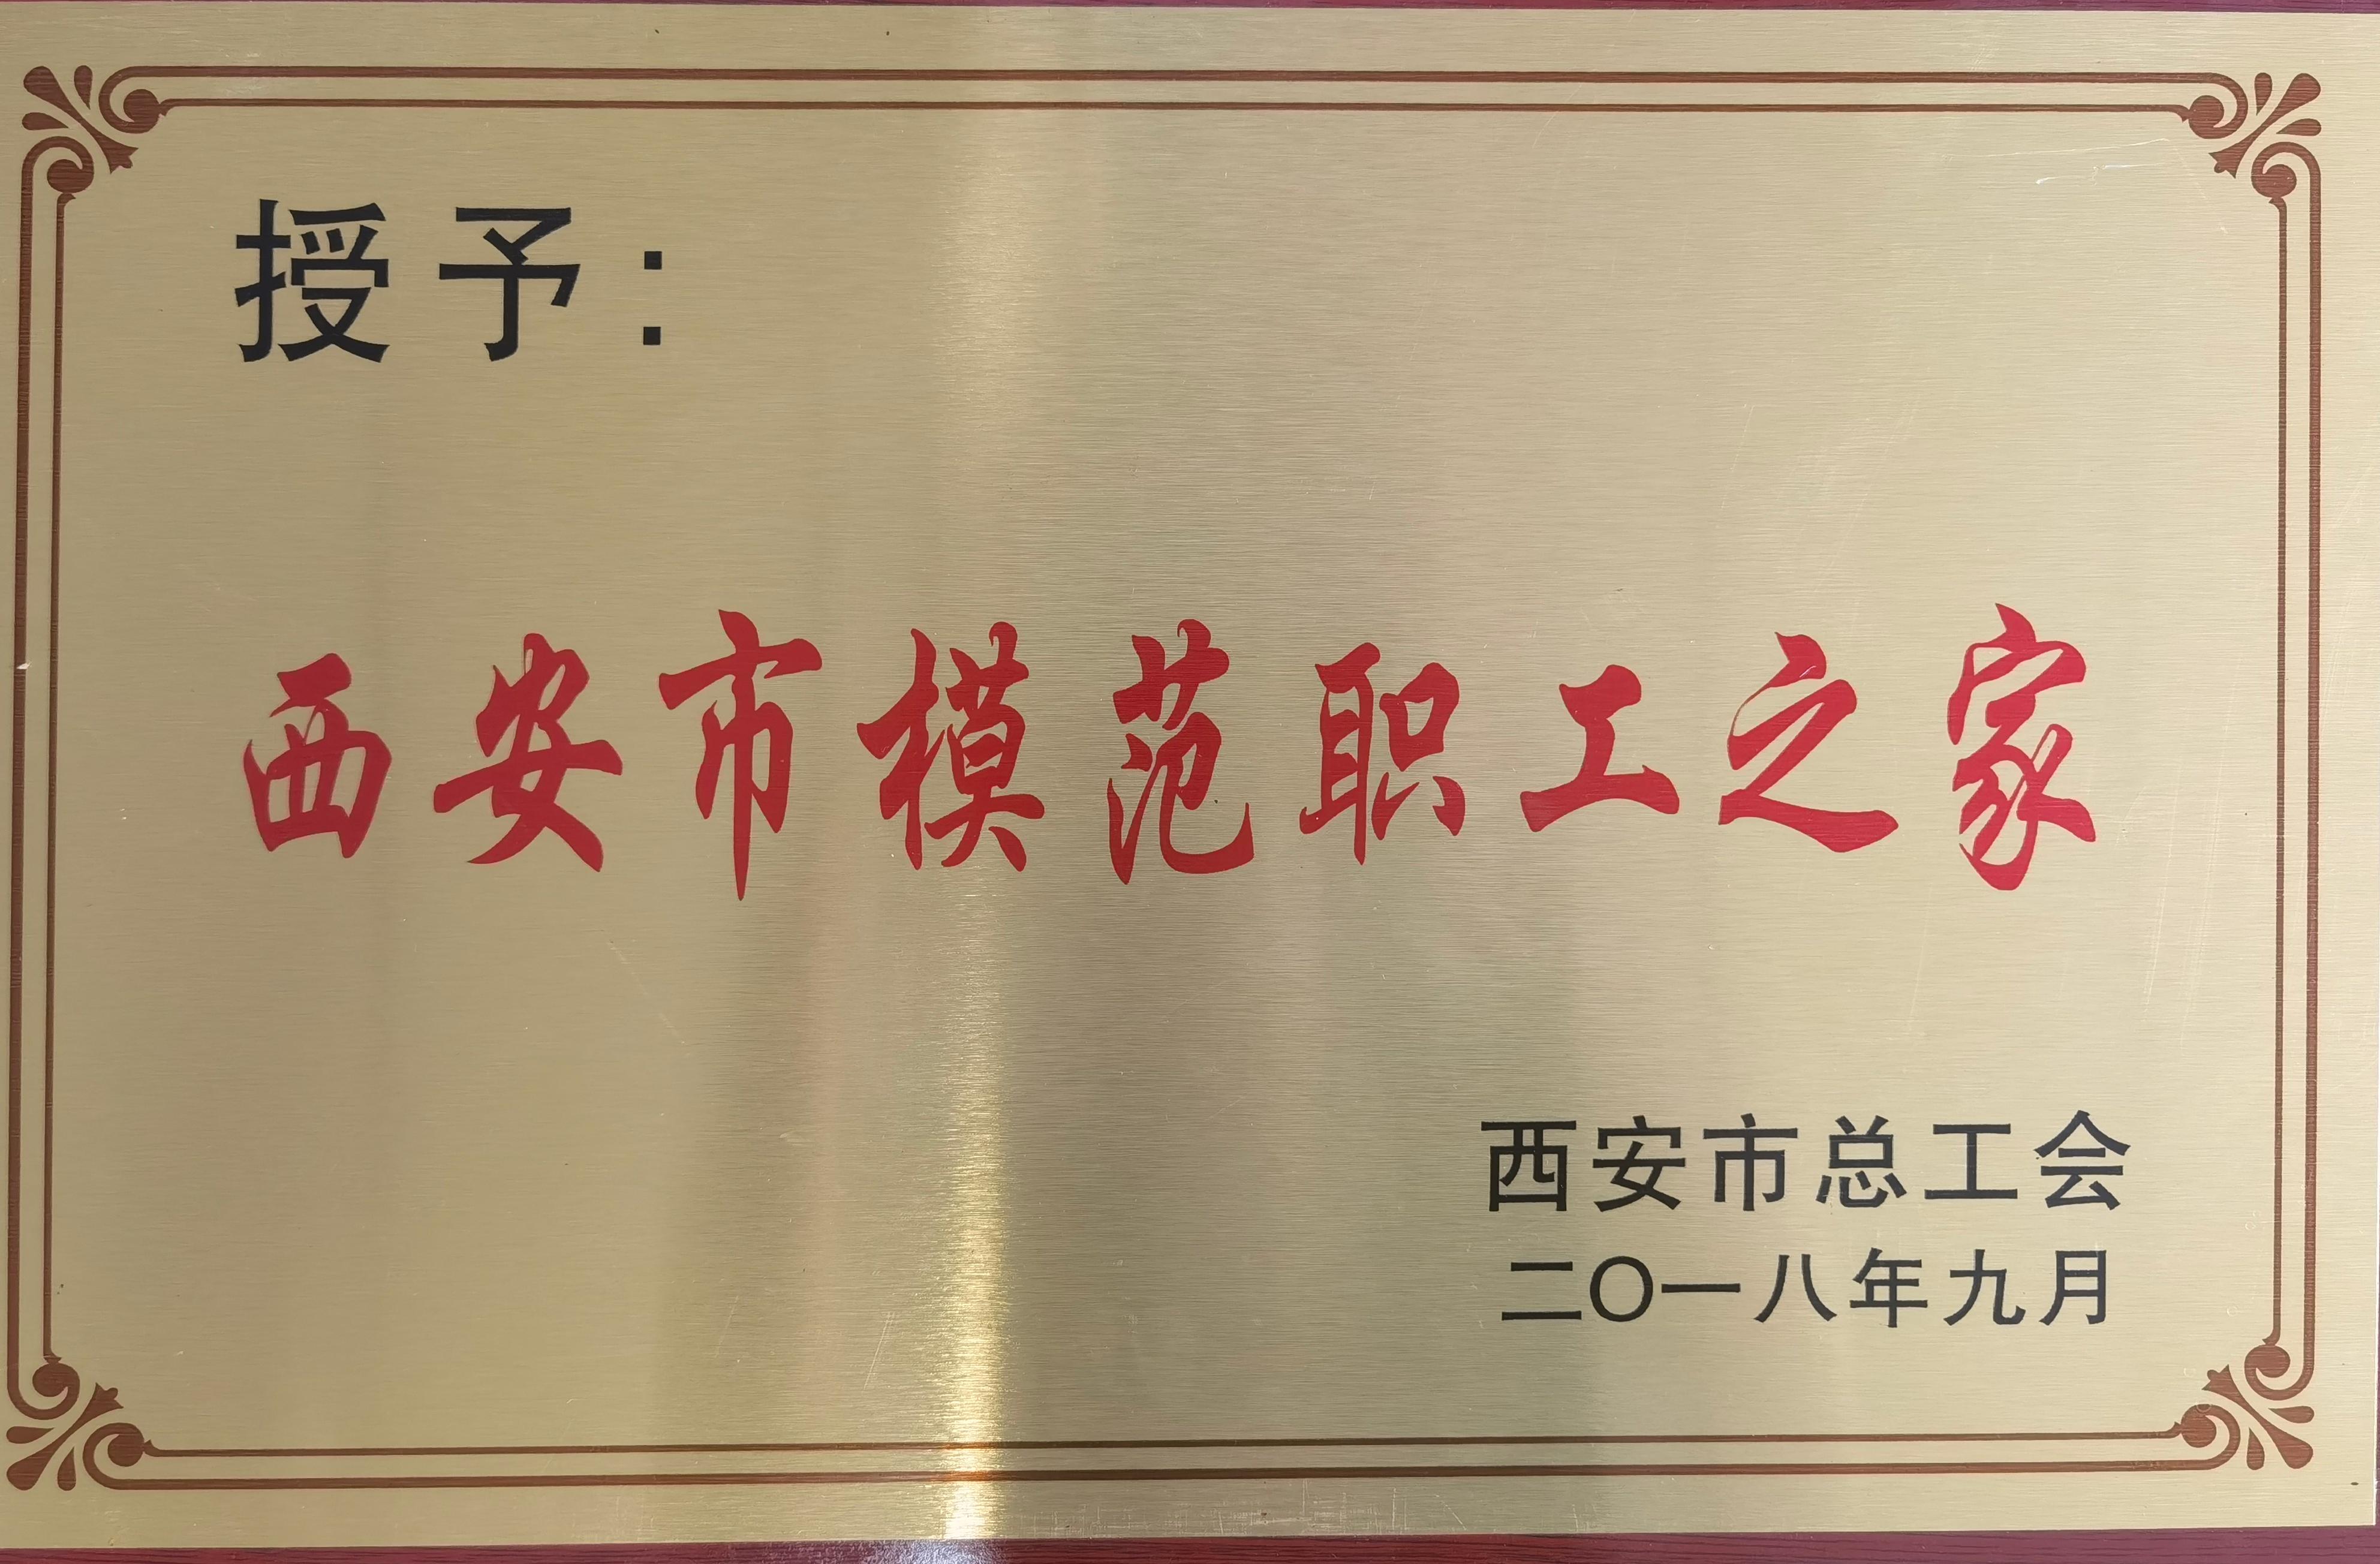 授予：
西安市模范职工之家
西安市总工会
二〇一八年九月